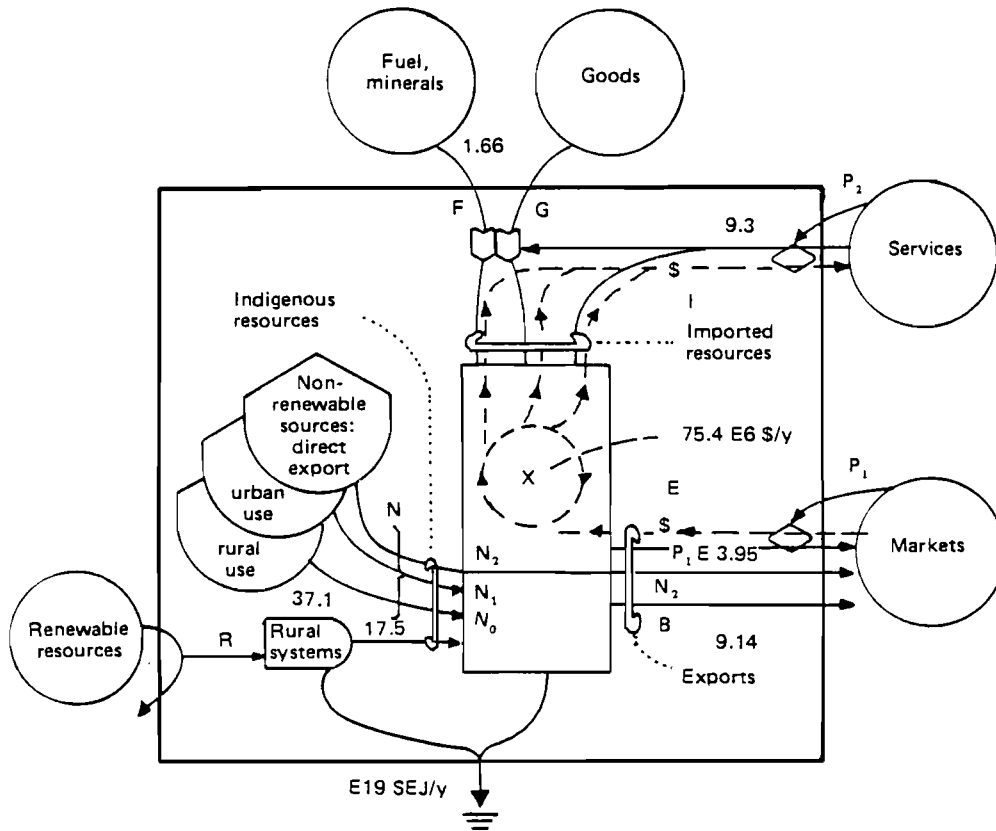 Fuel,
minerals
Goods
1.66
P₂
F
G
9.3
Services
$
I
Indigenous
resources
Imported
resources
Non-
renewable
sources:
direct
export
75.4 E6 $/y
X
P₁
urban
use
N
E
$
rural
use
P₁ E 3.95
Markets
N₂
N₁
N₂
37.1
N₀
B
17.5
9.14
Renewable
resources
R
Rural
systems
Exports
E19 SEJ/y